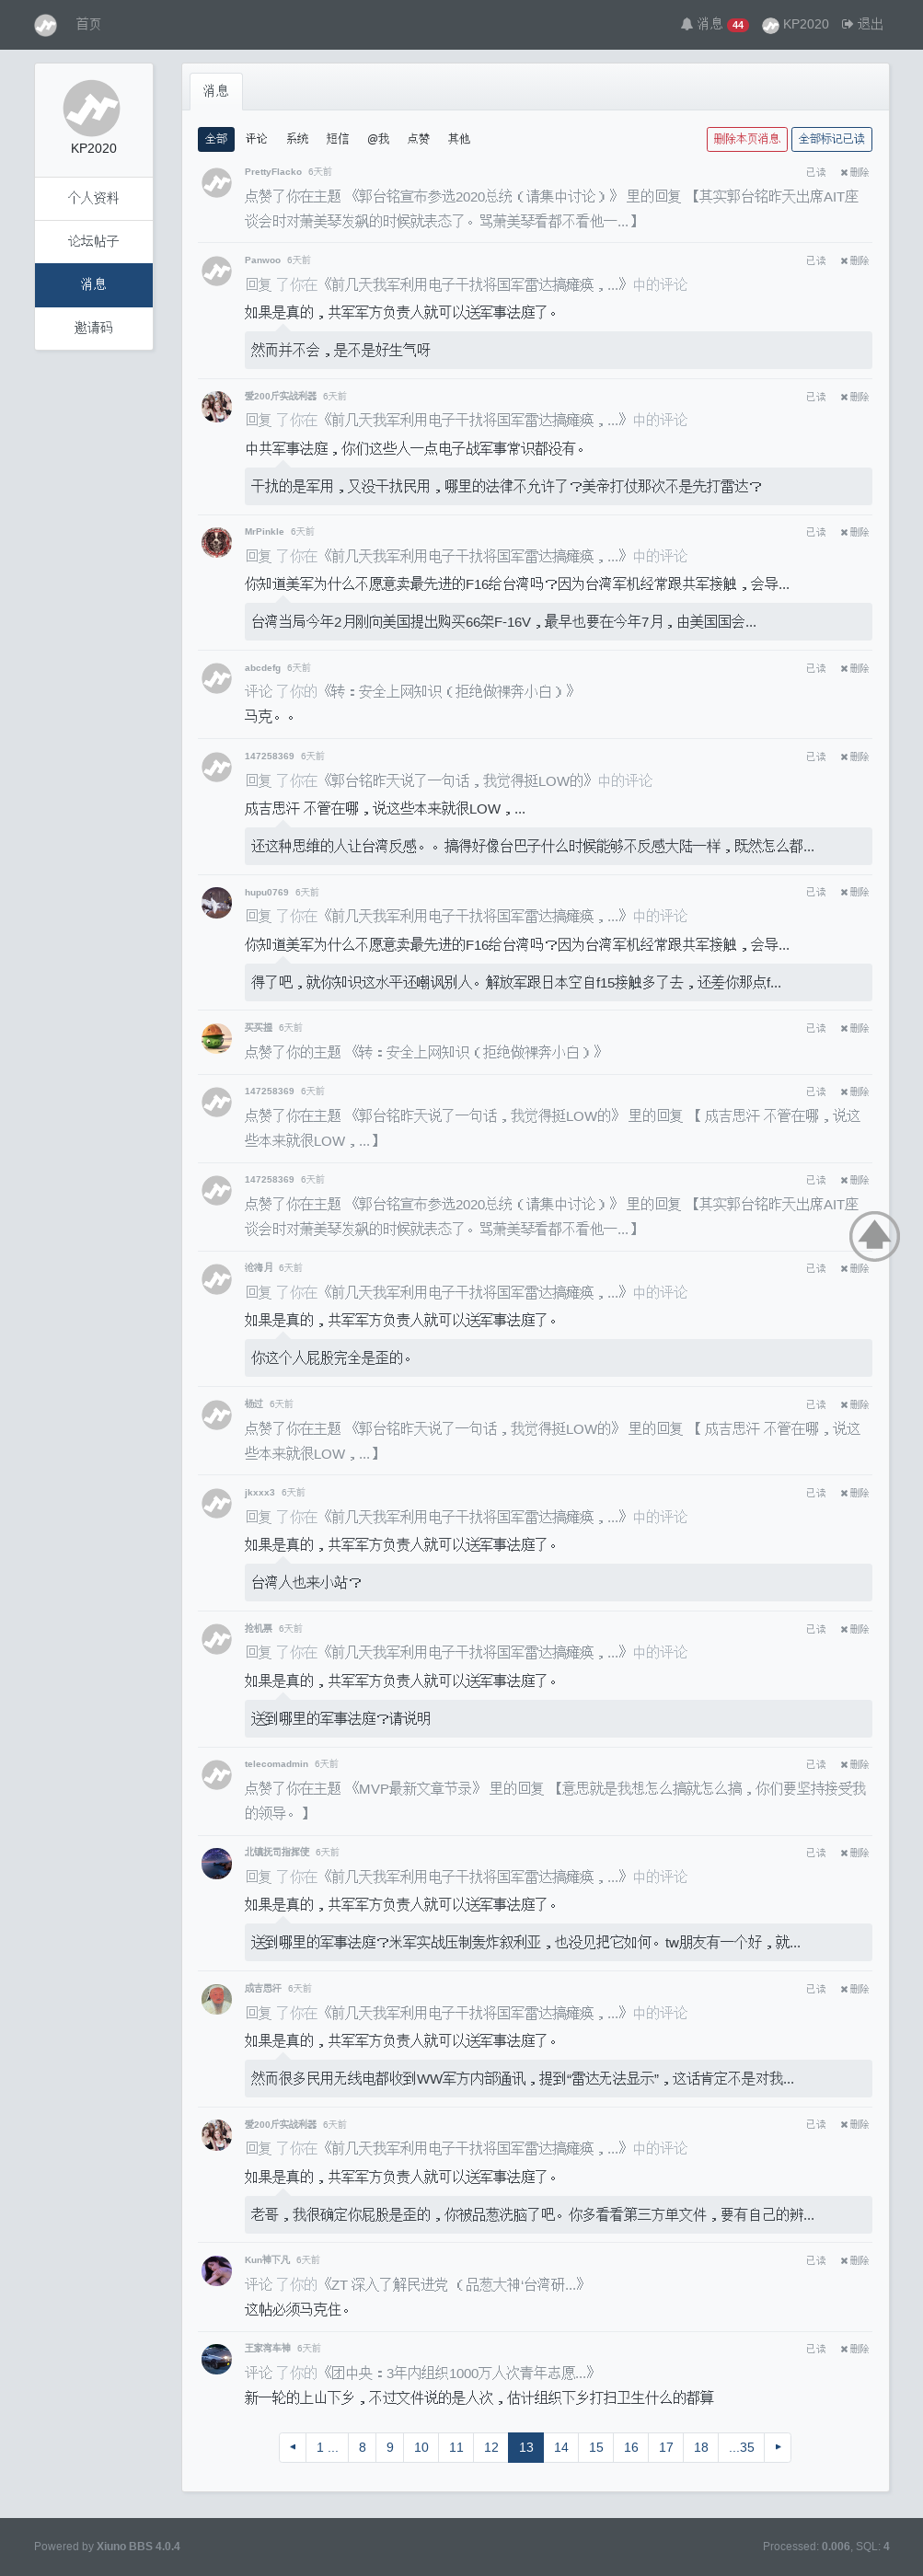 首页
消息 44 KP2020 退出
KP2020
个人资料
论坛帖子
消息
邀请码
消息
全部 评论 系统 短信 @我 点赞 其他 删除本页消息 全部标记已读
PrettyFlacko 6天前 已读 ✖删除
点赞了你在主题 《郭台铭宣布参选2020总统（请集中讨论）》 里的回复 【其实郭台铭昨天出席AIT座
谈会时对萧美琴发飙的时候就表态了。骂萧美琴看都不看他一...】
Panwoo 6天前 已读 ✖删除
回复 了你在《前几天我军利用电子干扰将国军雷达搞瘫痪，...》中的评论
如果是真的，共军军方负责人就可以送军事法庭了。
然而并不会，是不是好生气呀
爱200斤实战利器 6天前 已读 ✖删除
回复 了你在《前几天我军利用电子干扰将国军雷达搞瘫痪，...》中的评论
中共军事法庭，你们这些人一点电子战军事常识都没有。
干扰的是军用，又没干扰民用，哪里的法律不允许了？美帝打仗那次不是先打雷达？
MrPinkle 6天前 已读 ✖删除
回复 了你在《前几天我军利用电子干扰将国军雷达搞瘫痪，...》中的评论
你知道美军为什么不愿意卖最先进的F16给台湾吗？因为台湾军机经常跟共军接触，会导...
台湾当局今年2月刚向美国提出购买66架F-16V，最早也要在今年7月，由美国国会...
abcdefg 6天前 已读 ✖删除
评论 了你的《转：安全上网知识（拒绝做裸奔小白）》
马克。。
147258369 6天前 已读 ✖删除
回复 了你在《郭台铭昨天说了一句话，我觉得挺LOW的》中的评论
成吉思汗 不管在哪，说这些本来就很LOW，...
还这种思维的人让台湾反感。。搞得好像台巴子什么时候能够不反感大陆一样，既然怎么都...
hupu0769 6天前 已读 ✖删除
回复 了你在《前几天我军利用电子干扰将国军雷达搞瘫痪，...》中的评论
你知道美军为什么不愿意卖最先进的F16给台湾吗？因为台湾军机经常跟共军接触，会导...
得了吧，就你知识这水平还嘲讽别人。解放军跟日本空自f15接触多了去，还差你那点f...
买买提 6天前 已读 ✖删除
点赞了你的主题 《转：安全上网知识（拒绝做裸奔小白）》
147258369 6天前 已读 ✖删除
点赞了你在主题 《郭台铭昨天说了一句话，我觉得挺LOW的》 里的回复 【 成吉思汗 不管在哪，说这
些本来就很LOW，...】
147258369 6天前 已读 ✖删除
点赞了你在主题 《郭台铭宣布参选2020总统（请集中讨论）》 里的回复 【其实郭台铭昨天出席AIT座
谈会时对萧美琴发飙的时候就表态了。骂萧美琴看都不看他一...】
沧海月 6天前 已读 ✖删除
回复 了你在《前几天我军利用电子干扰将国军雷达搞瘫痪，...》中的评论
如果是真的，共军军方负责人就可以送军事法庭了。
你这个人屁股完全是歪的。
杨过 6天前 已读 ✖删除
点赞了你在主题 《郭台铭昨天说了一句话，我觉得挺LOW的》 里的回复 【 成吉思汗 不管在哪，说这
些本来就很LOW，...】
jkxxx3 6天前 已读 ✖删除
回复 了你在《前几天我军利用电子干扰将国军雷达搞瘫痪，...》中的评论
如果是真的，共军军方负责人就可以送军事法庭了。
台湾人也来小站？
抢机票 6天前 已读 ✖删除
回复 了你在《前几天我军利用电子干扰将国军雷达搞瘫痪，...》中的评论
如果是真的，共军军方负责人就可以送军事法庭了。
送到哪里的军事法庭？请说明
telecomadmin 6天前 已读 ✖删除
点赞了你在主题 《MVP最新文章节录》 里的回复 【意思就是我想怎么搞就怎么搞，你们要坚持接受我
的领导。】
北镇抚司指挥使 6天前 已读 ✖删除
回复 了你在《前几天我军利用电子干扰将国军雷达搞瘫痪，...》中的评论
如果是真的，共军军方负责人就可以送军事法庭了。
送到哪里的军事法庭？米军实战压制轰炸叙利亚，也没见把它如何。tw朋友有一个好，就...
成吉思汗 6天前 已读 ✖删除
回复 了你在《前几天我军利用电子干扰将国军雷达搞瘫痪，...》中的评论
如果是真的，共军军方负责人就可以送军事法庭了。
然而很多民用无线电都收到WW军方内部通讯，提到“雷达无法显示”，这话肯定不是对我...
爱200斤实战利器 6天前 已读 ✖删除
回复 了你在《前几天我军利用电子干扰将国军雷达搞瘫痪，...》中的评论
如果是真的，共军军方负责人就可以送军事法庭了。
老哥，我很确定你屁股是歪的，你被品葱洗脑了吧。你多看看第三方单文件，要有自己的辨...
Kun神下凡 6天前 已读 ✖删除
评论 了你的《ZT 深入了解民进党 （品葱大神‘台湾研...》
这帖必须马克住。
王家湾车神 6天前 已读 ✖删除
评论 了你的《团中央：3年内组织1000万人次青年志愿...》
新一轮的上山下乡，不过文件说的是人次，估计组织下乡打扫卫生什么的都算
◂ 1 ... 8 9 10 11 12 13 14 15 16 17 18 ...35 ▸
Powered by Xiuno BBS 4.0.4 Processed: 0.006, SQL: 4